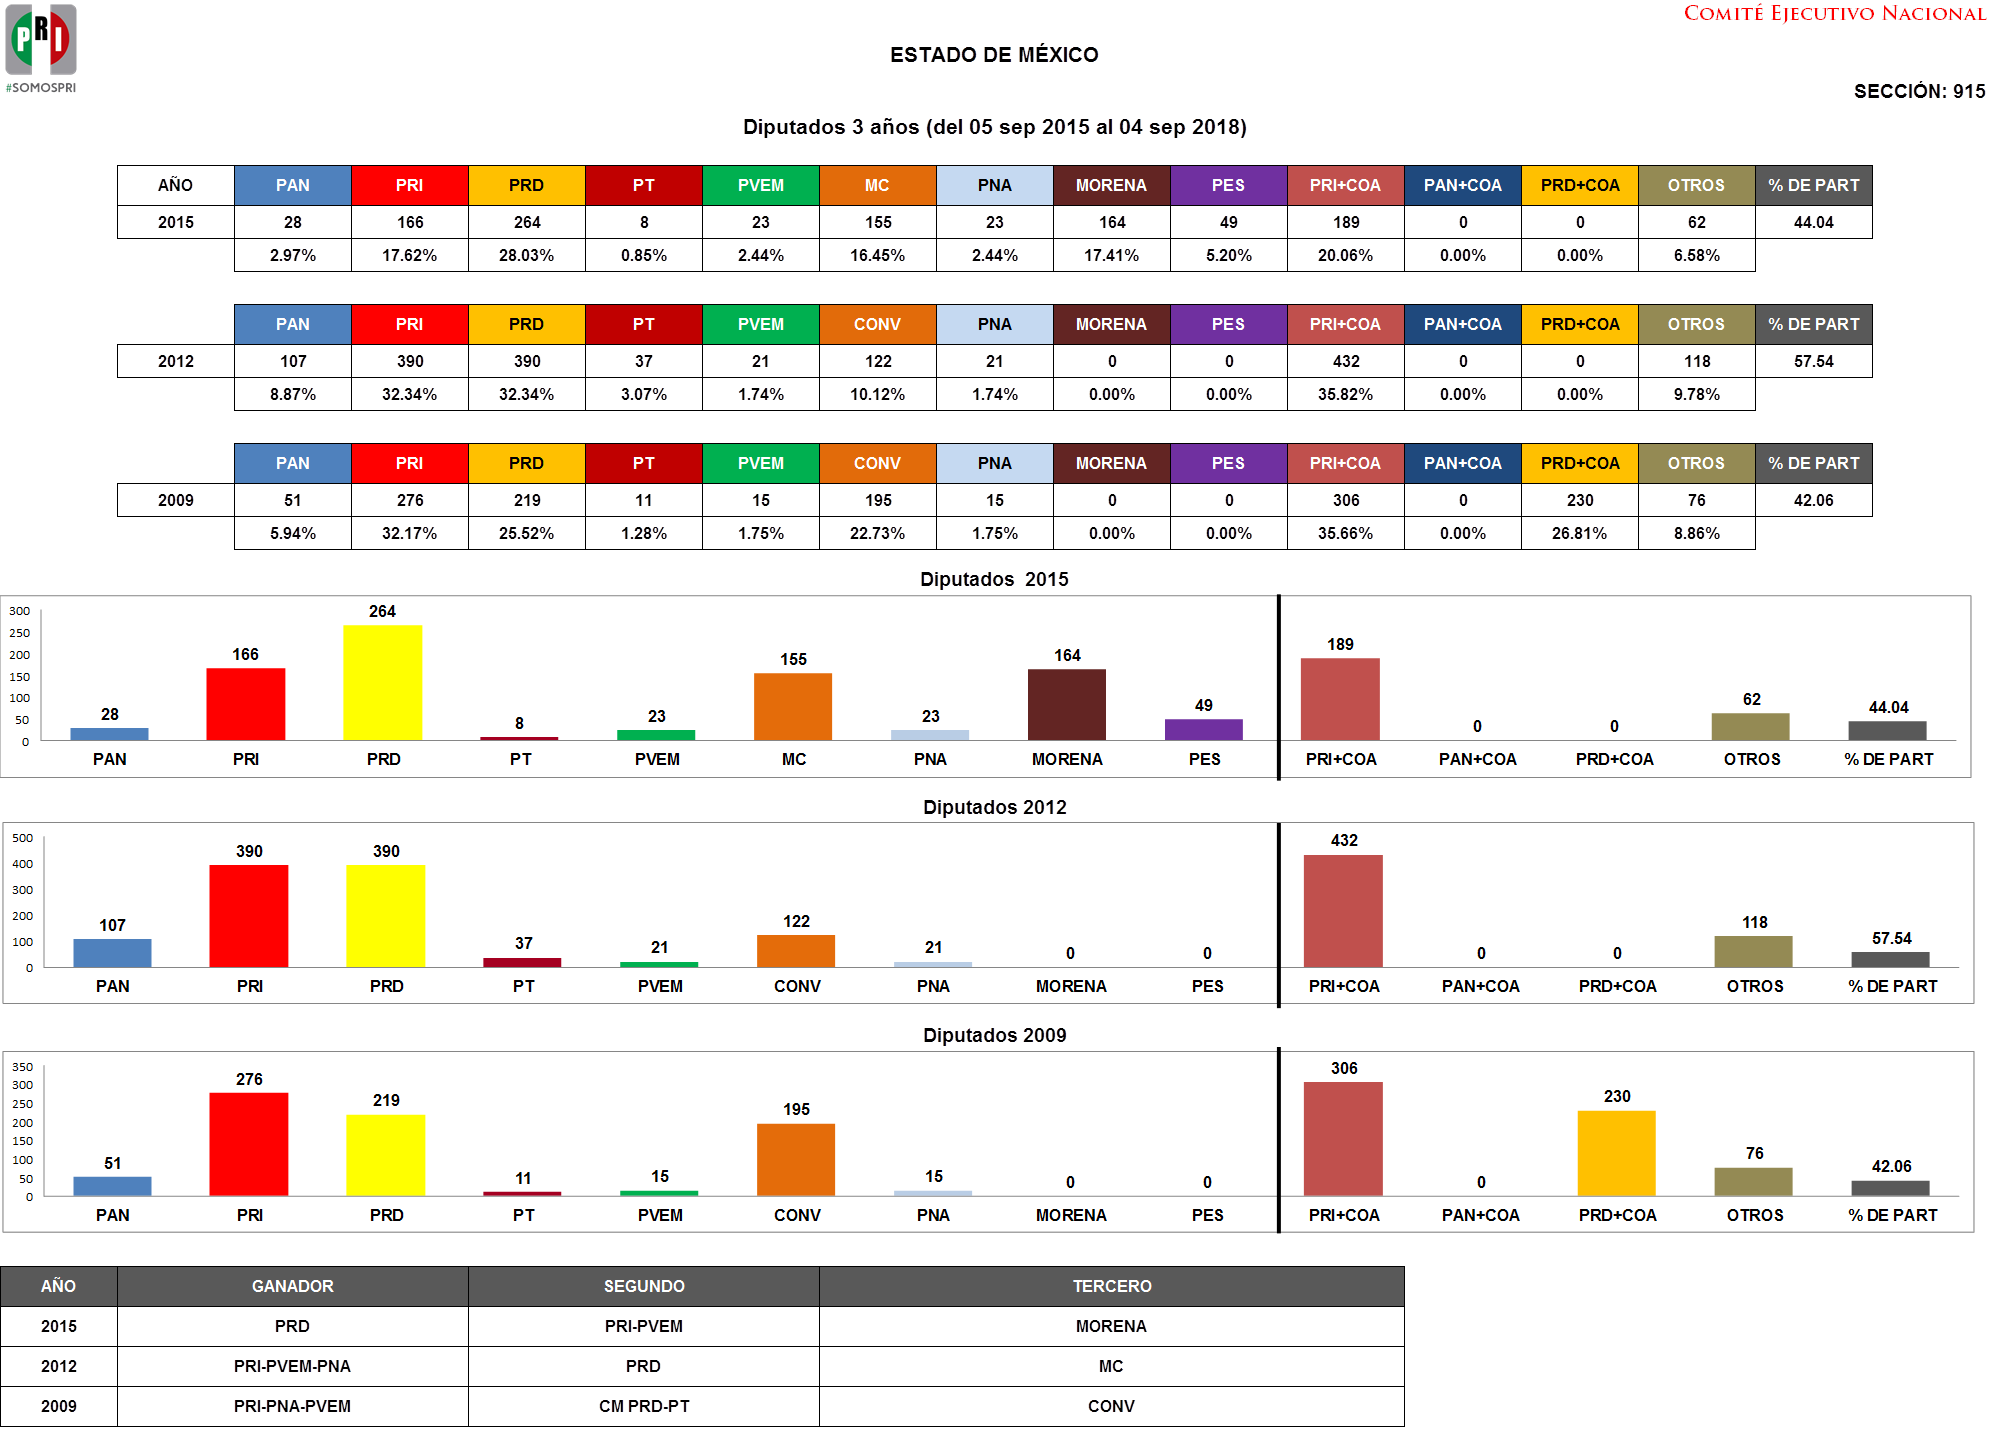 PRI
#SOMOSPRI
COMITÉ EJECUTIVO NACIONAL
ESTADO DE MÉXICO
SECCIÓN: 915
Diputados 3 años (del 05 sep 2015 al 04 sep 2018)
AÑO PAN PRI PRD PT PVEM MC PNA MORENA PES PRI+COA PAN+COA PRD+COA OTROS % DE PART
2015 28 166 264 8 23 155 23 164 49 189 0 0 62 44.04
2.97% 17.62% 28.03% 0.85% 2.44% 16.45% 2.44% 17.41% 5.20% 20.06% 0.00% 0.00% 6.58%
PAN PRI PRD PT PVEM CONV PNA MORENA PES PRI+COA PAN+COA PRD+COA OTROS % DE PART
2012 107 390 390 37 21 122 21 0 0 432 0 0 118 57.54
8.87% 32.34% 32.34% 3.07% 1.74% 10.12% 1.74% 0.00% 0.00% 35.82% 0.00% 0.00% 9.78%
PAN PRI PRD PT PVEM CONV PNA MORENA PES PRI+COA PAN+COA PRD+COA OTROS % DE PART
2009 51 276 219 11 15 195 15 0 0 306 0 230 76 42.06
5.94% 32.17% 25.52% 1.28% 1.75% 22.73% 1.75% 0.00% 0.00% 35.66% 0.00% 26.81% 8.86%
Diputados 2015
300
250
200
150
100
50
0
28 166 264 8 23 155 23 164 49 189 0 0 62 44.04
PAN PRI PRD PT PVEM MC PNA MORENA PES PRI+COA PAN+COA PRD+COA OTROS % DE PART
Diputados 2012
500
400
300
200
100
0
107 390 390 37 21 122 21 0 0 432 0 0 118 57.54
PAN PRI PRD PT PVEM CONV PNA MORENA PES PRI+COA PAN+COA PRD+COA OTROS % DE PART
Diputados 2009
350
300
250
200
150
100
50
0
51 276 219 11 15 195 15 0 0 306 0 230 76 42.06
PAN PRI PRD PT PVEM CONV PNA MORENA PES PRI+COA PAN+COA PRD+COA OTROS % DE PART
AÑO GANADOR SEGUNDO TERCERO
2015 PRD PRI-PVEM MORENA
2012 PRI-PVEM-PNA PRD MC
2009 PRI-PNA-PVEM CM PRD-PT CONV